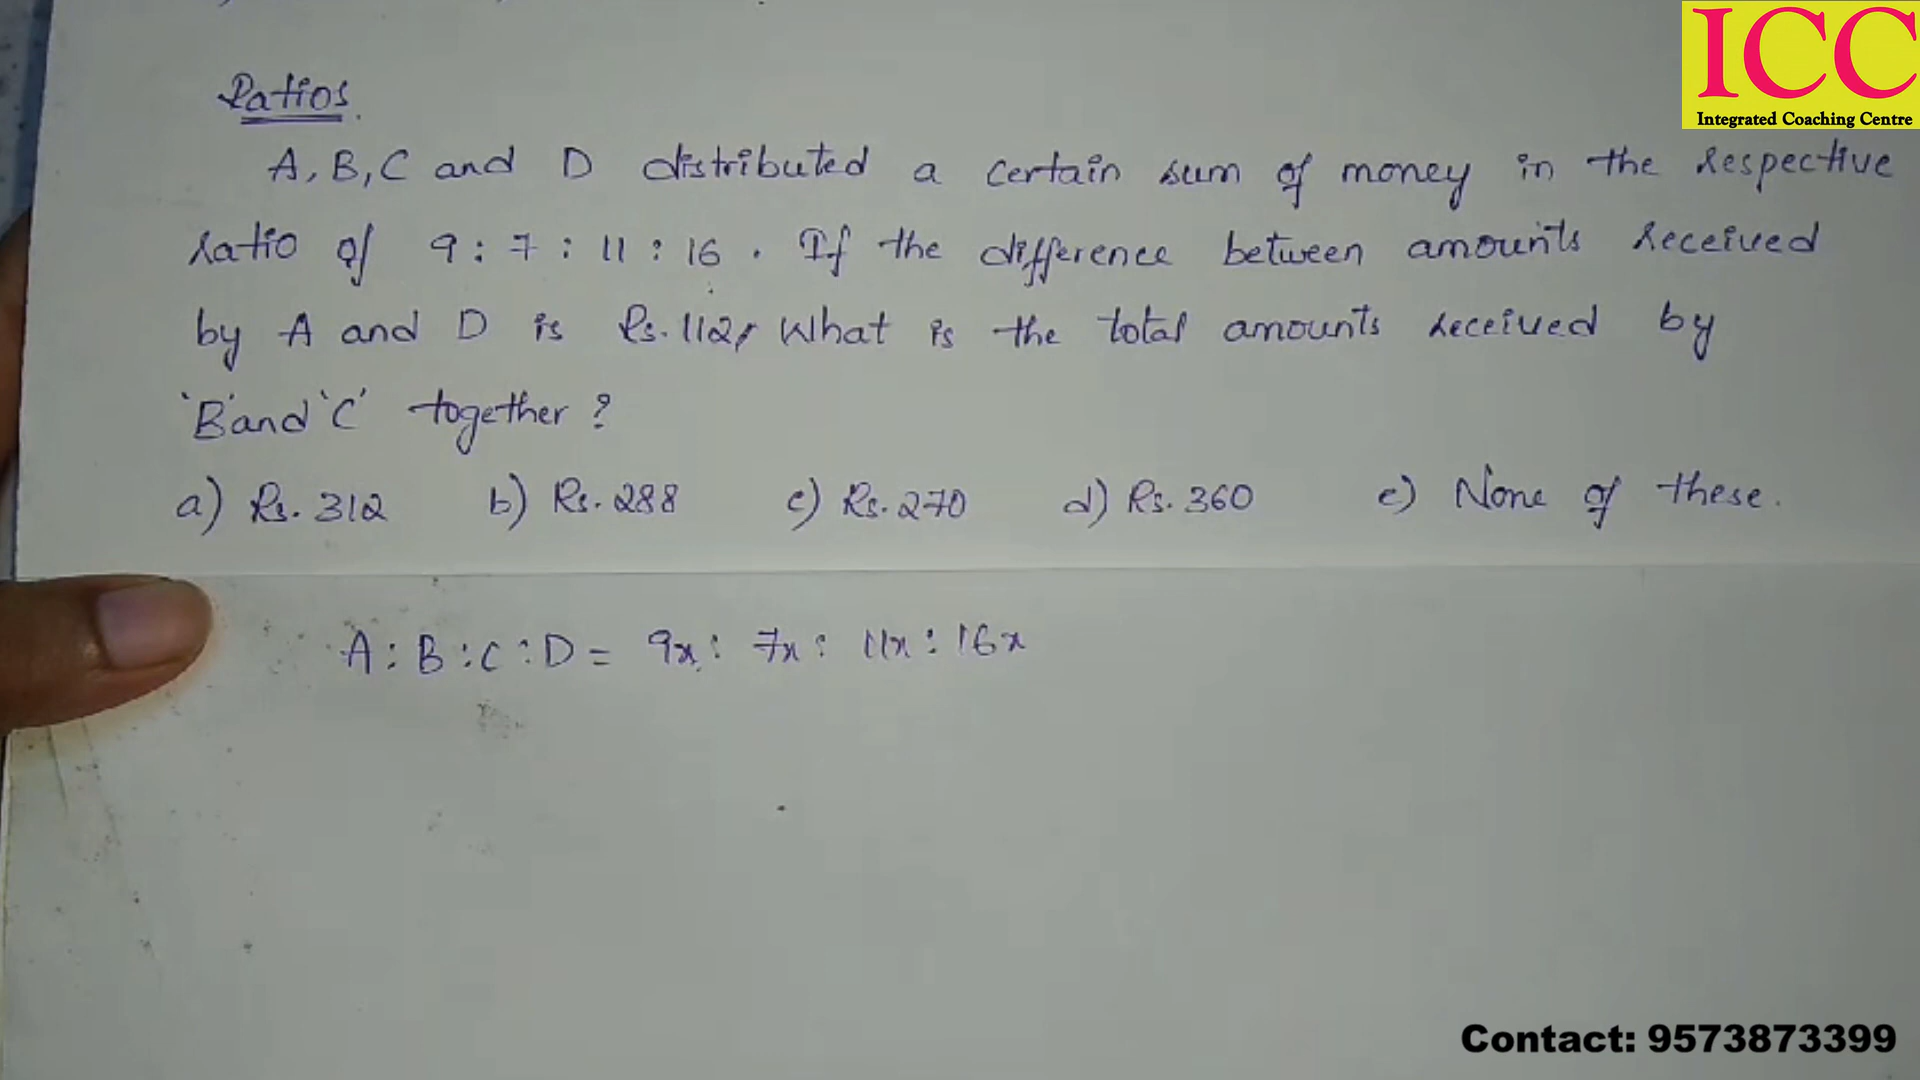 ICC
Integrated Coaching Centre
Ratios.
A, B, C and D distributed a certain sum of money in the respective
ratio of 9 : 7 : 11 : 16 . If the difference between amounts received
by A and D is Rs. 112, What is the total amounts received by
'B' and 'C' together ?
a) Rs. 312 b) Rs. 288 c) Rs. 270 d) Rs. 360 e) None of these.
A : B : C : D = 9x : 7x : 11x : 16x
Contact: 9573873399